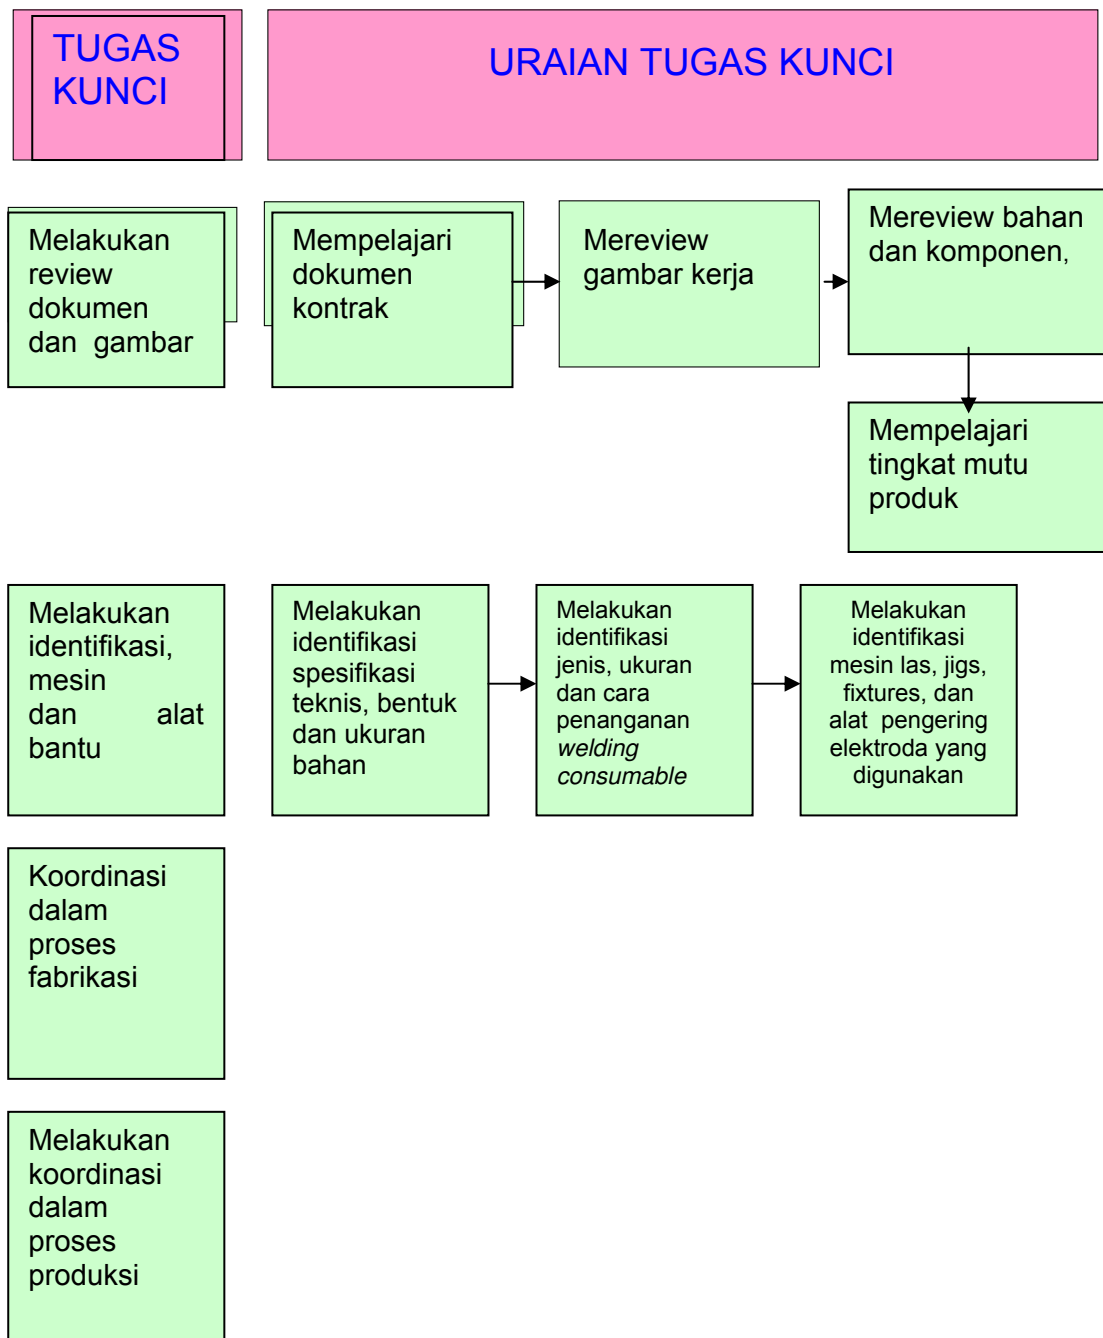 TUGAS
KUNCI
URAIAN TUGAS KUNCI
Melakukan
review
dokumen
dan gambar
Mempelajari
dokumen
kontrak
Mereview
gambar kerja
Mereview bahan
dan komponen,
Mempelajari
tingkat mutu
produk
Melakukan
identifikasi,
mesin
dan alat
bantu
Melakukan
identifikasi
spesifikasi
teknis, bentuk
dan ukuran
bahan
Melakukan
identifikasi
jenis, ukuran
dan cara
penanganan
welding
consumable
Melakukan
identifikasi
mesin las, jigs,
fixtures, dan
alat pengering
elektroda yang
digunakan
Koordinasi
dalam
proses
fabrikasi
Melakukan
koordinasi
dalam
proses
produksi